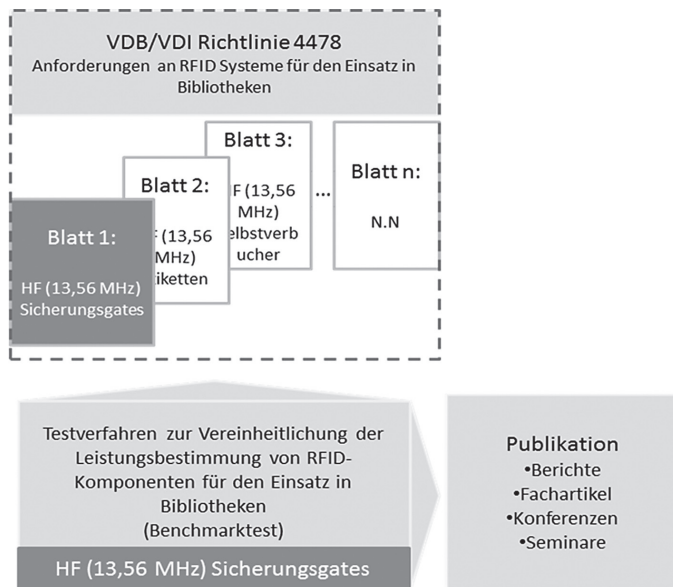 VDB/VDI Richtlinie 4478
Anforderungen an RFID Systeme für den Einsatz in
Bibliotheken
Blatt 1:
HF (13,56 MHz)
Sicherungsgates
Blatt 2:
(13,56
MHz)
Blatt 3:
(13,56
MHz)
ucher
...
Blatt n:
N.N
Testverfahren zur Vereinheitlichung der
Leistungsbestimmung von RFID-
Komponenten für den Einsatz in
Bibliotheken
(Benchmarktest)
HF (13,56 MHz) Sicherungsgates
Publikation
•Berichte
•Fachartikel
•Konferenzen
•Seminare